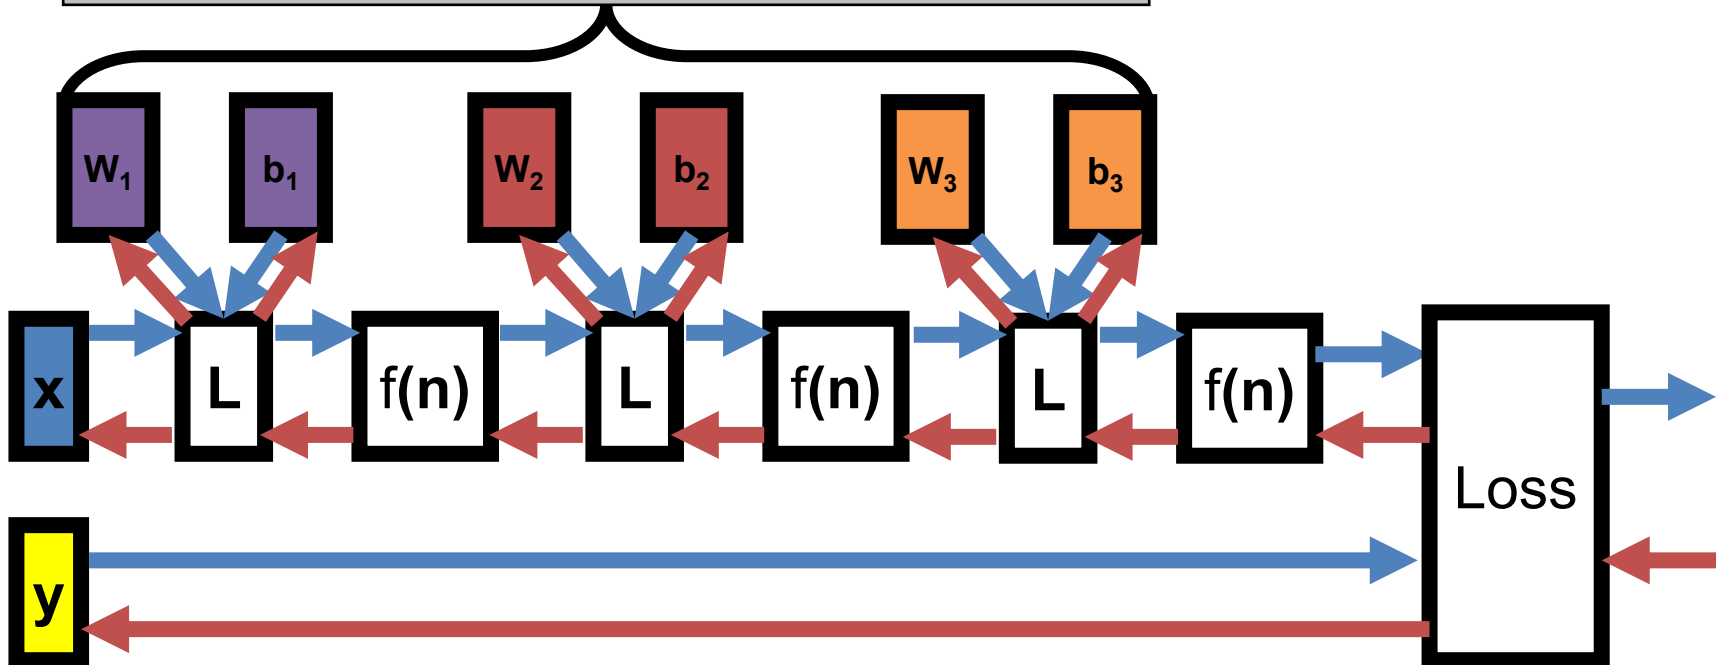 W₁ b₁ W₂ b₂ W₃ b₃
x L f(n) L f(n) L f(n)
Loss
y